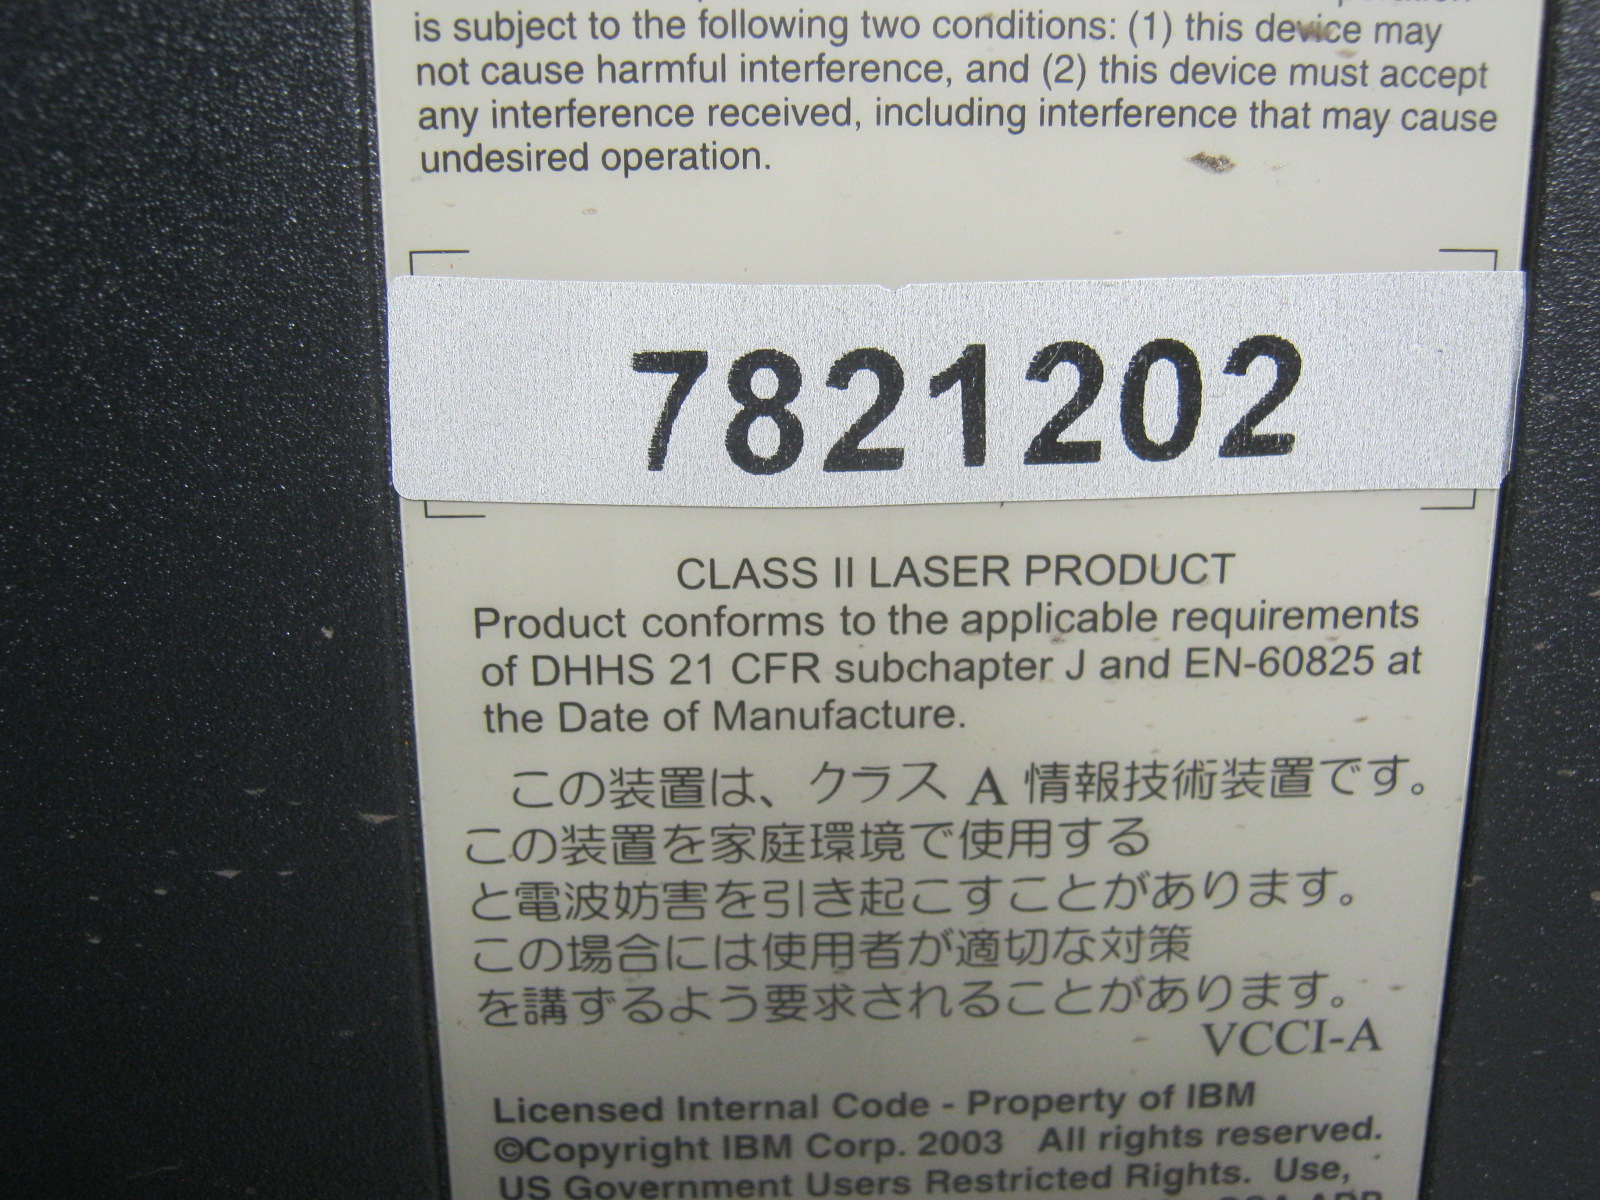 is subject to the following two conditions: (1) this device may
not cause harmful interference, and (2) this device must accept
any interference received, including interference that may cause
undesired operation.
7821202
CLASS II LASER PRODUCT
Product conforms to the applicable requirements
of DHHS 21 CFR subchapter J and EN-60825 at
the Date of Manufacture.
この装置は、クラス A 情報技術装置です。
この装置を家庭環境で使用する
と電波妨害を引き起こすことがあります。
この場合には使用者が適切な対策
を講ずるよう要求されることがあります。
VCCI-A
Licensed Internal Code - Property of IBM
©Copyright IBM Corp. 2003 All rights reserved.
US Government Users Restricted Rights. Use,